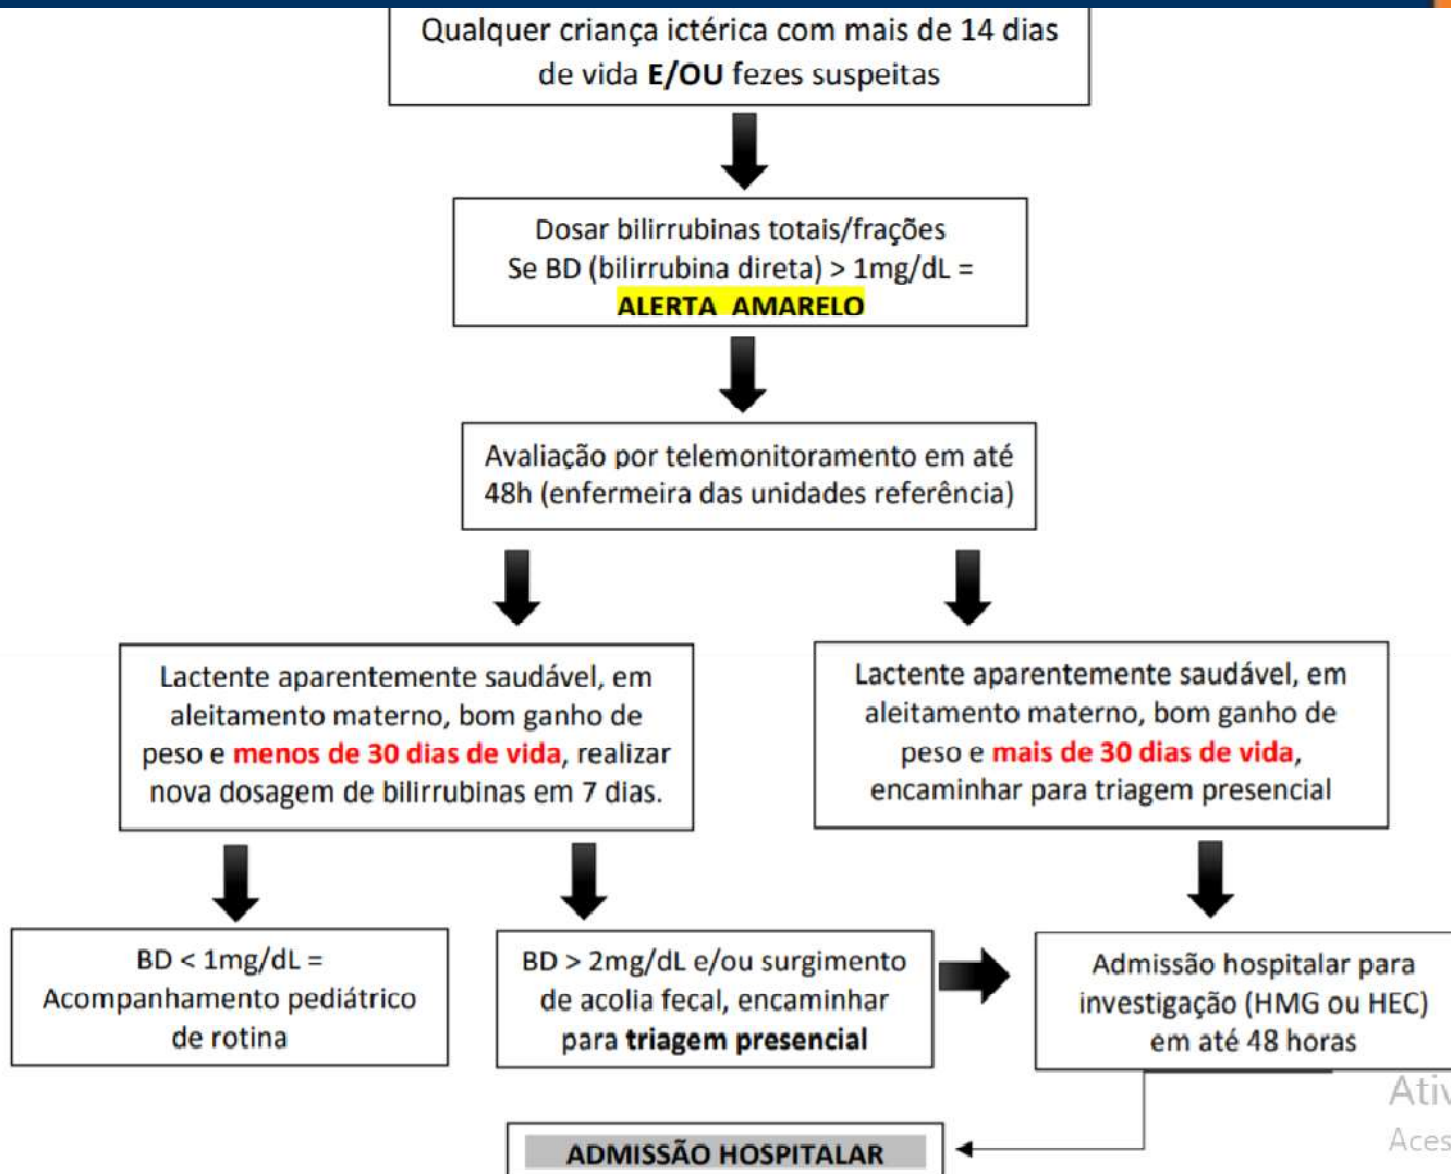 Qualquer criança ictérica com mais de 14 dias
de vida E/OU fezes suspeitas
Dosar bilirrubinas totais/frações
Se BD (bilirrubina direta) > 1mg/dL =
ALERTA AMARELO
Avaliação por telemonitoramento em até
48h (enfermeira das unidades referência)
Lactente aparentemente saudável, em
aleitamento materno, bom ganho de
peso e menos de 30 dias de vida, realizar
nova dosagem de bilirrubinas em 7 dias.
Lactente aparentemente saudável, em
aleitamento materno, bom ganho de
peso e mais de 30 dias de vida,
encaminhar para triagem presencial
BD < 1mg/dL =
Acompanhamento pediátrico
de rotina
BD > 2mg/dL e/ou surgimento
de acolia fecal, encaminhar
para triagem presencial
Admissão hospitalar para
investigação (HMG ou HEC)
em até 48 horas
ADMISSÃO HOSPITALAR